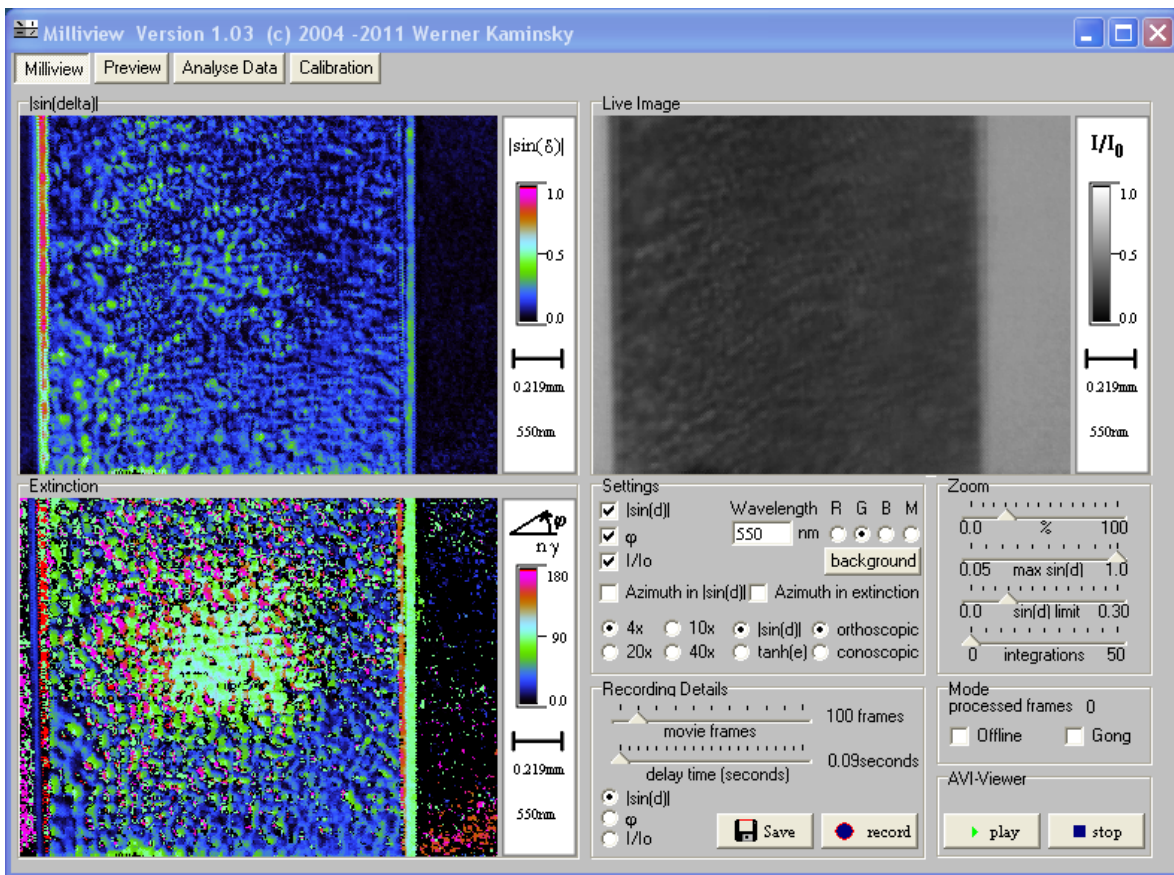 Milliview Version 1.03 (c) 2004 -2011 Werner Kaminsky
Milliview Preview Analyse Data Calibration
|sin(delta)|
|sin(δ)|
1.0
0.5
0.0
0.219mm
550nm
Live Image
I/I0
1.0
0.5
0.0
0.219mm
550nm
Extinction
φ
nγ
180
90
0.0
0.219mm
550nm
Settings
|sin(d)|
φ
I/Io
Wavelength R G B M
550 nm
background
Azimuth in |sin(d)| Azimuth in extinction
4x 10x |sin(d)| orthoscopic
20x 40x tanh(e) conoscopic
Zoom
0.0 % 100
0.05 max sin(d) 1.0
0.0 sin(d) limit 0.30
0 integrations 50
Recording Details
100 frames
movie frames
0.09seconds
delay time (seconds)
|sin(d)|
φ
I/Io
Save record
Mode
processed frames 0
Offline Gong
AVI-Viewer
play stop